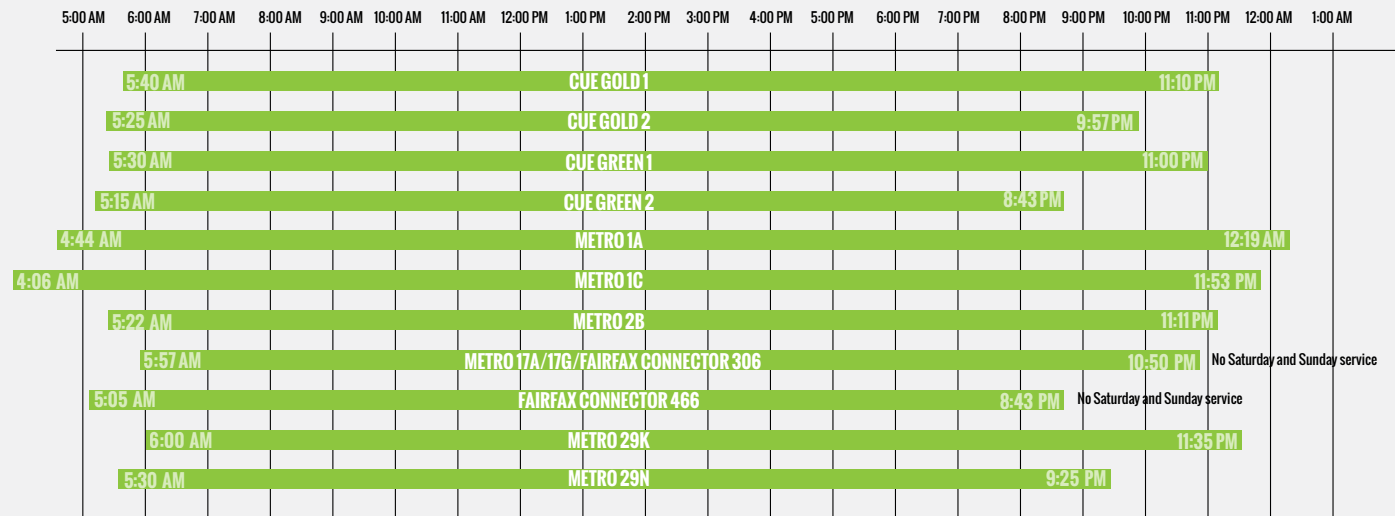 5:00 AM 6:00 AM 7:00 AM 8:00 AM 9:00 AM 10:00 AM 11:00 AM 12:00 PM 1:00 PM 2:00 PM 3:00 PM 4:00 PM 5:00 PM 6:00 PM 7:00 PM 8:00 PM 9:00 PM 10:00 PM 11:00 PM 12:00 AM 1:00 AM
5:40 AM CUE GOLD 1 11:10 PM
5:25 AM CUE GOLD 2 9:57 PM
5:30 AM CUE GREEN 1 11:00 PM
5:15 AM CUE GREEN 2 8:43 PM
4:44 AM METRO 1A 12:19 AM
4:06 AM METRO 1C 11:53 PM
5:22 AM METRO 2B 11:11 PM
5:57 AM METRO 17A/17G/FAIRFAX CONNECTOR 306 10:50 PM No Saturday and Sunday service
5:05 AM FAIRFAX CONNECTOR 466 8:43 PM No Saturday and Sunday service
6:00 AM METRO 29K 11:35 PM
5:30 AM METRO 29N 9:25 PM